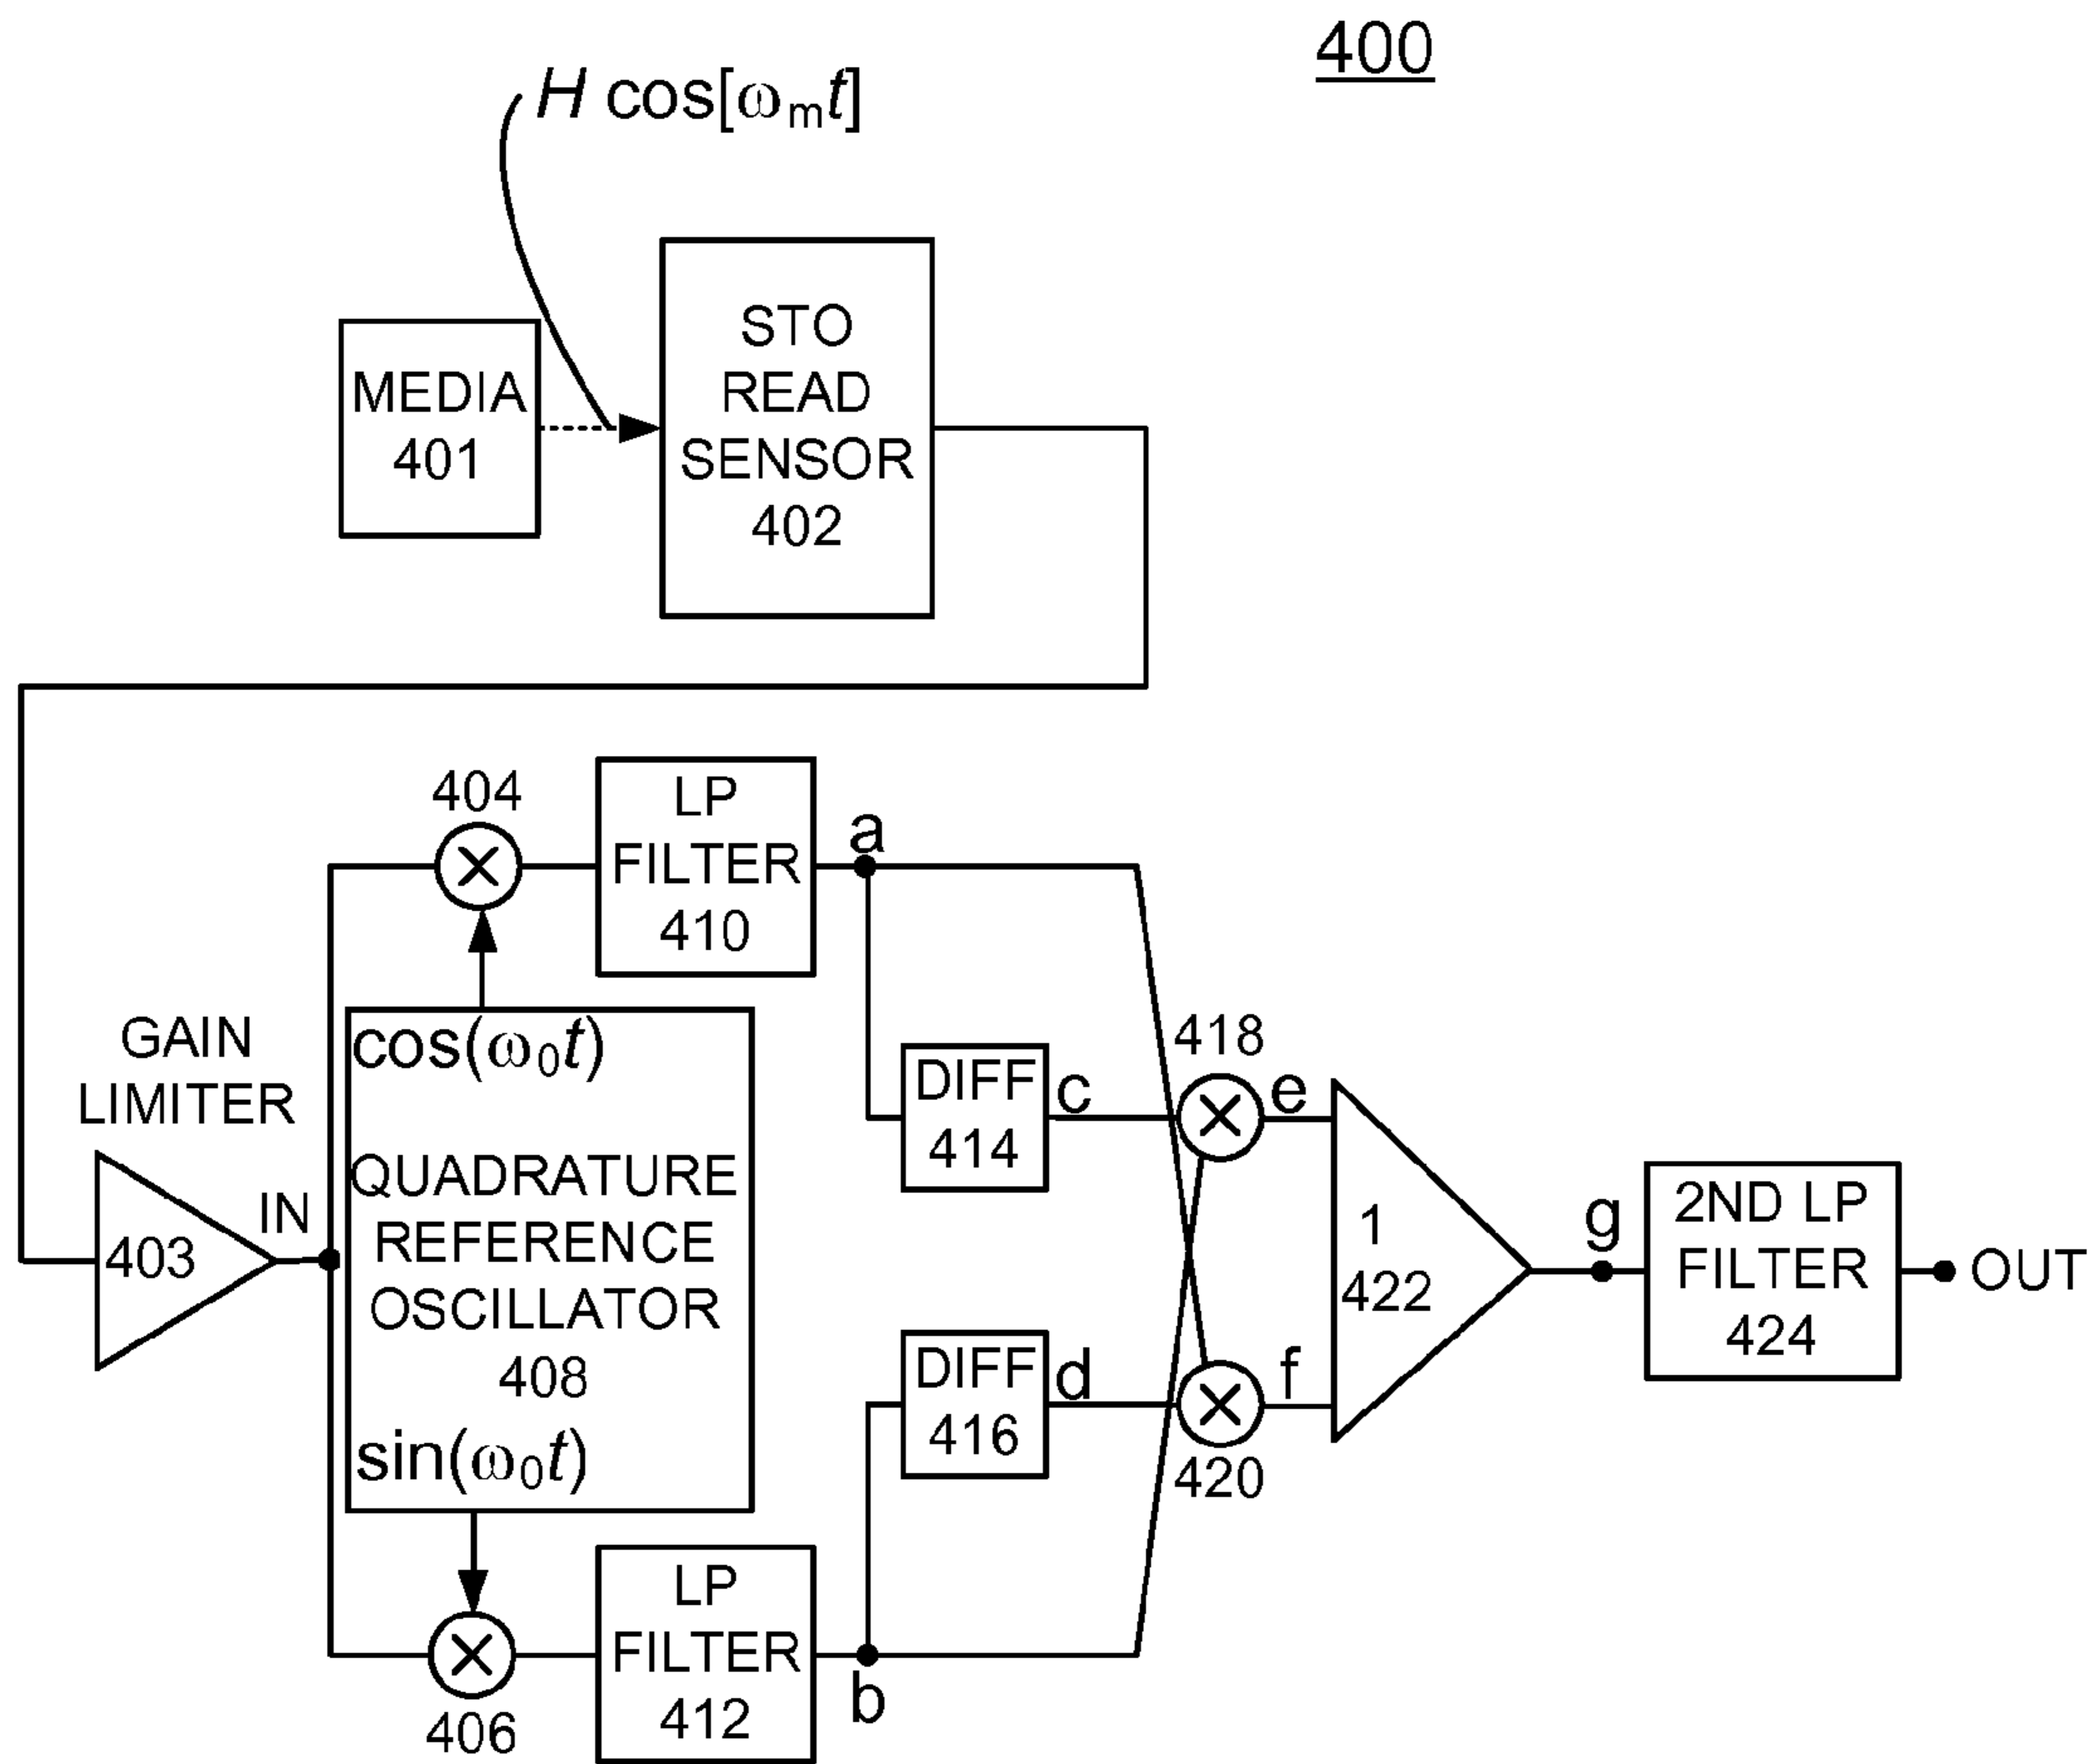 400
H cos[ωmt]
MEDIA
401
STO
READ
SENSOR
402
404
LP
FILTER
410
a
GAIN
LIMITER
403
IN
cos(ω0t)
QUADRATURE
REFERENCE
OSCILLATOR
408
sin(ω0t)
406
LP
FILTER
412
b
DIFF
414
c
DIFF
416
d
418
e
420
f
1
422
g
2ND LP
FILTER
424
OUT